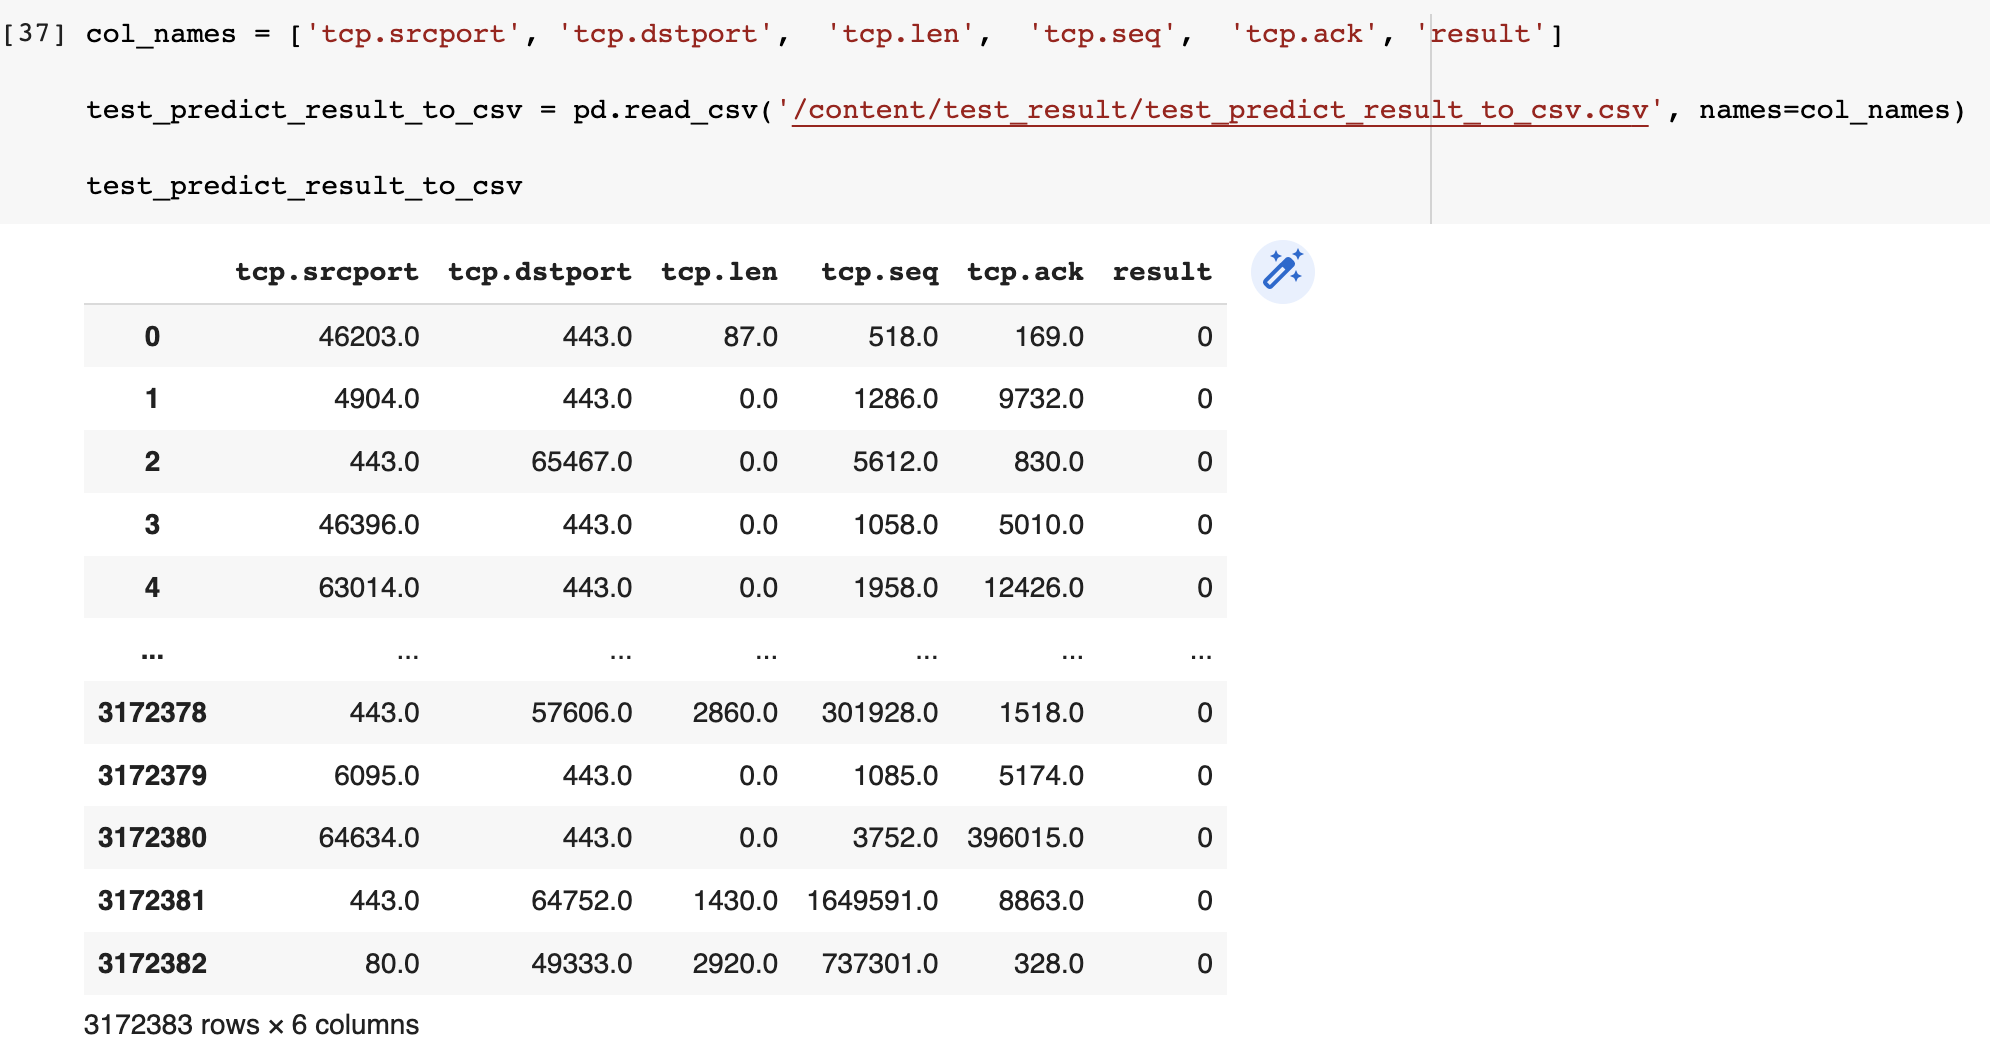 [37] col_names = ['tcp.srcport', 'tcp.dstport',  'tcp.len',  'tcp.seq',  'tcp.ack', 'result']
test_predict_result_to_csv = pd.read_csv('/content/test_result/test_predict_result_to_csv.csv', names=col_names)
test_predict_result_to_csv
tcp.srcport tcp.dstport tcp.len tcp.seq tcp.ack result
0 46203.0 443.0 87.0 518.0 169.0 0
1 4904.0 443.0 0.0 1286.0 9732.0 0
2 443.0 65467.0 0.0 5612.0 830.0 0
3 46396.0 443.0 0.0 1058.0 5010.0 0
4 63014.0 443.0 0.0 1958.0 12426.0 0
... ... ... ... ... ... ...
3172378 443.0 57606.0 2860.0 301928.0 1518.0 0
3172379 6095.0 443.0 0.0 1085.0 5174.0 0
3172380 64634.0 443.0 0.0 3752.0 396015.0 0
3172381 443.0 64752.0 1430.0 1649591.0 8863.0 0
3172382 80.0 49333.0 2920.0 737301.0 328.0 0
3172383 rows × 6 columns